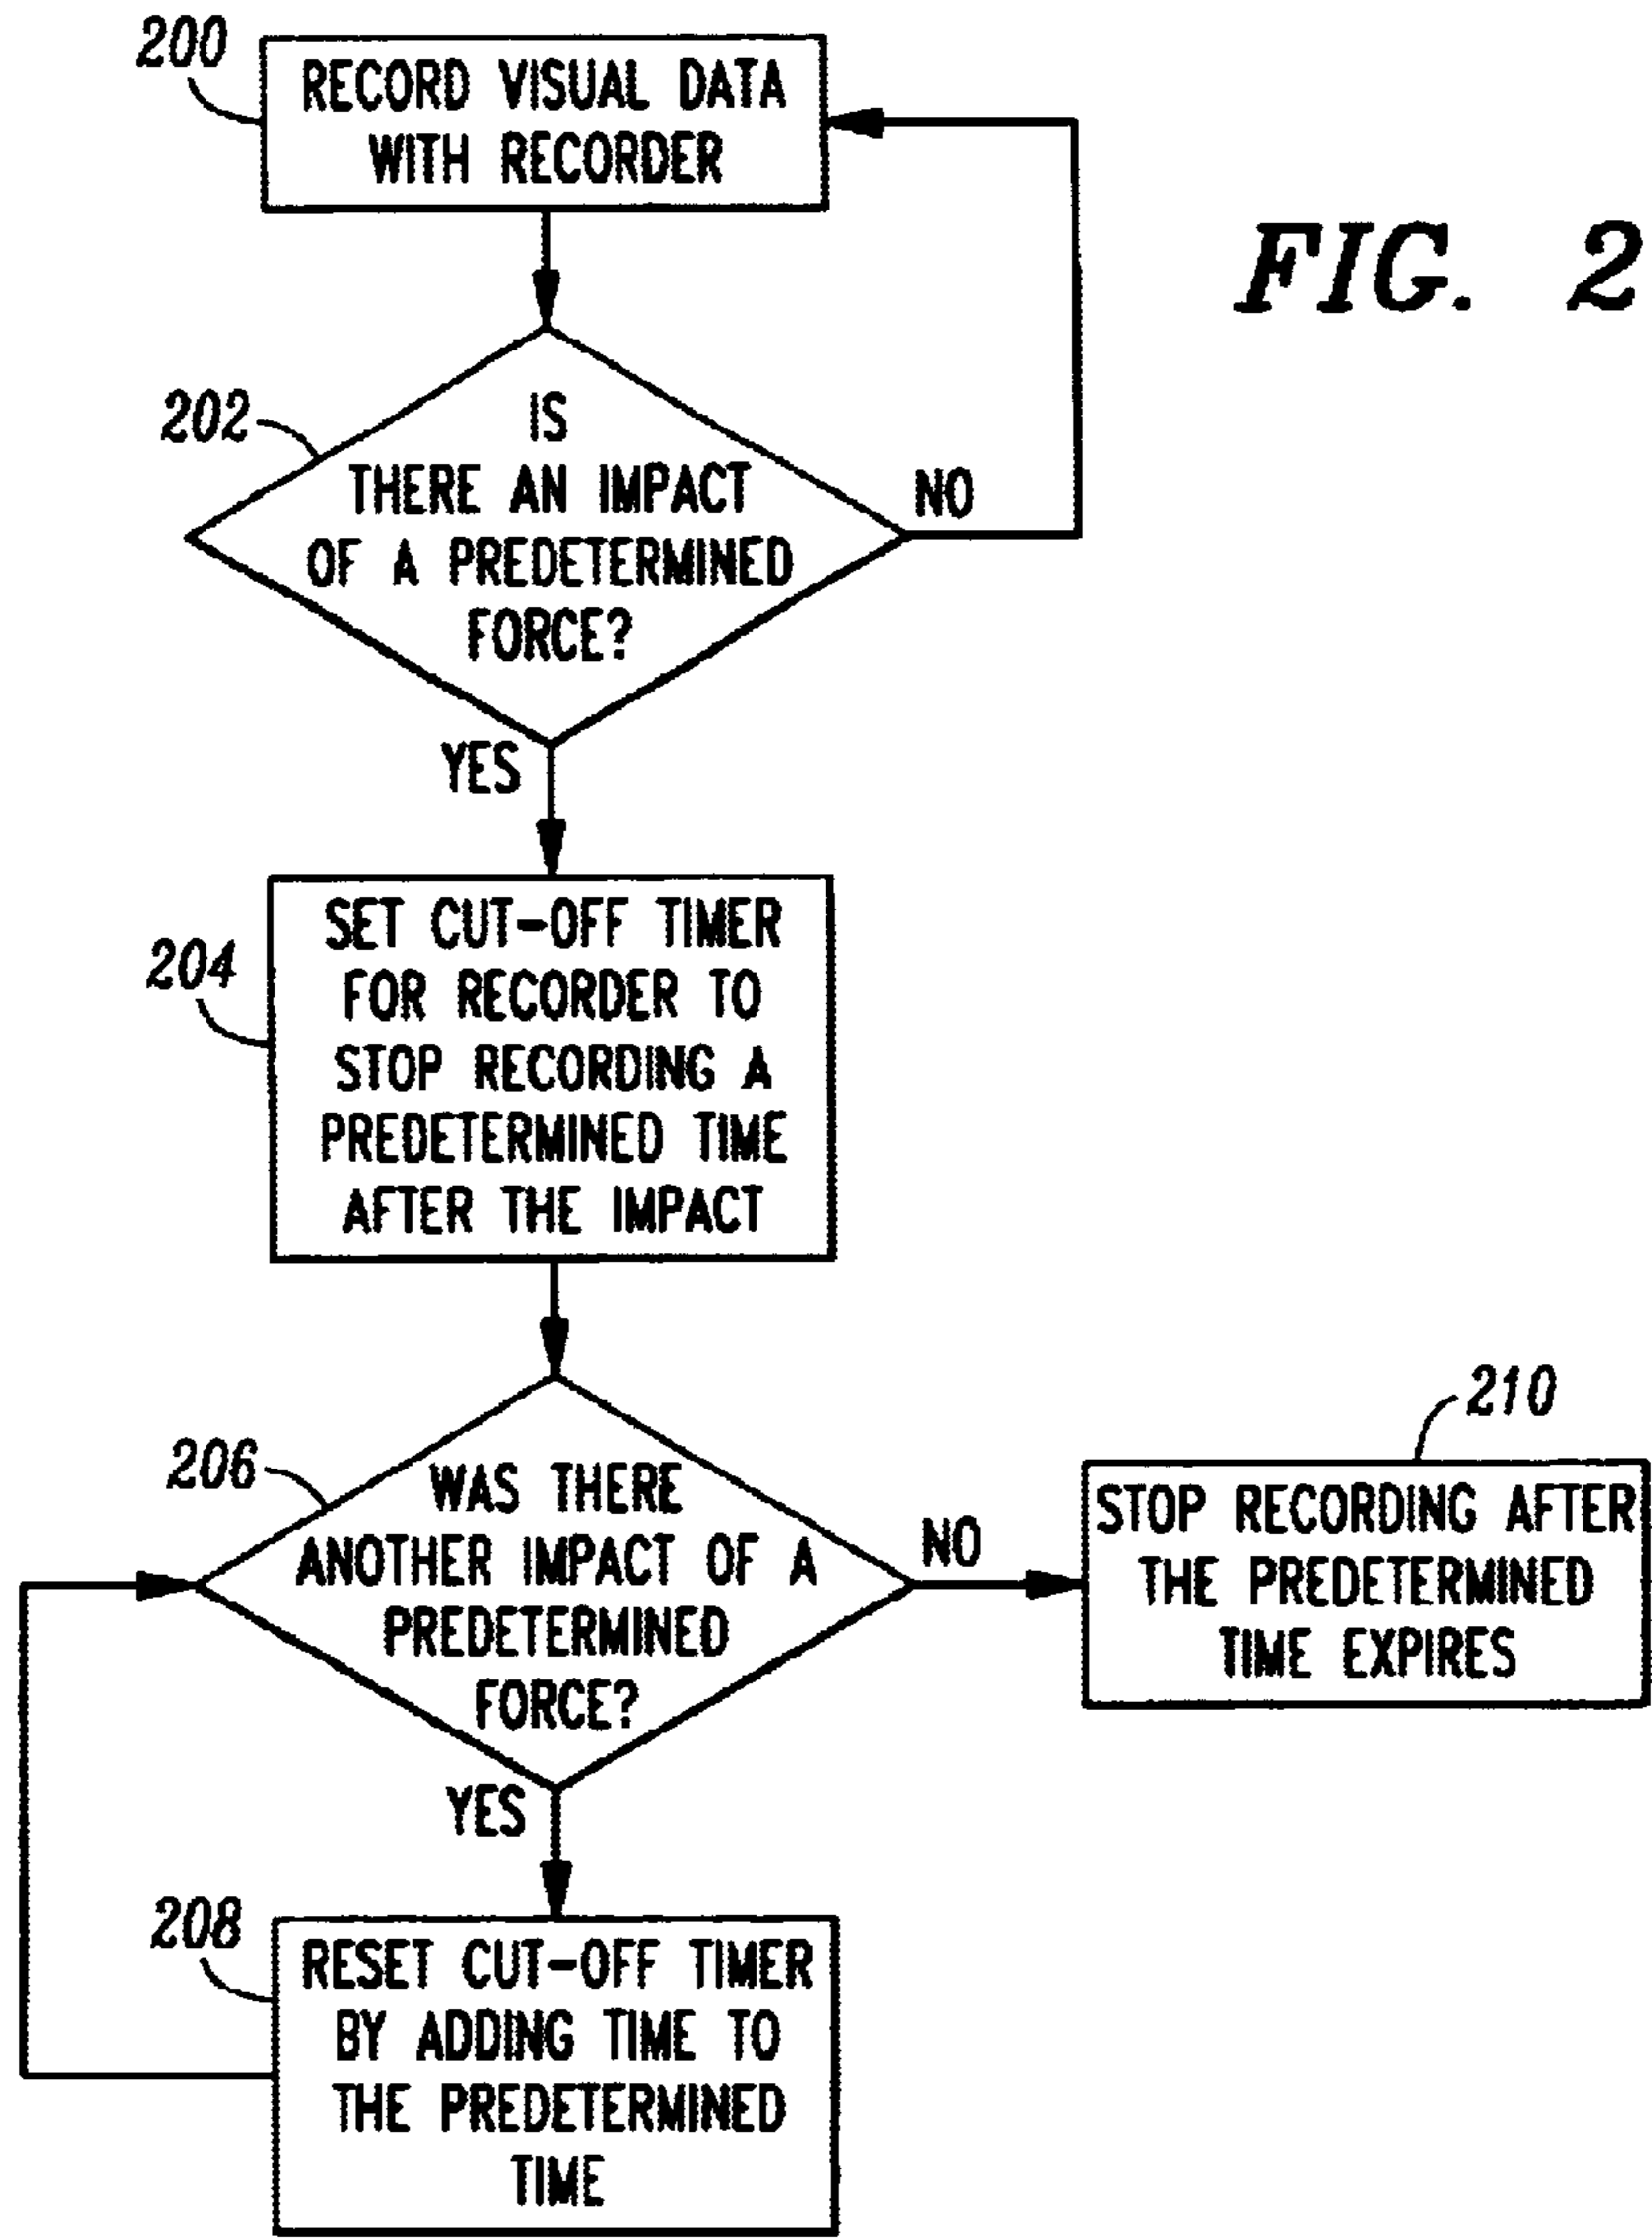 200
RECORD VISUAL DATA
WITH RECORDER
FIG. 2
202
IS
THERE AN IMPACT
OF A PREDETERMINED
FORCE?
NO
YES
204
SET CUT-OFF TIMER
FOR RECORDER TO
STOP RECORDING A
PREDETERMINED TIME
AFTER THE IMPACT
206
WAS THERE
ANOTHER IMPACT OF A
PREDETERMINED
FORCE?
NO
210
STOP RECORDING AFTER
THE PREDETERMINED
TIME EXPIRES
YES
208
RESET CUT-OFF TIMER
BY ADDING TIME TO
THE PREDETERMINED
TIME